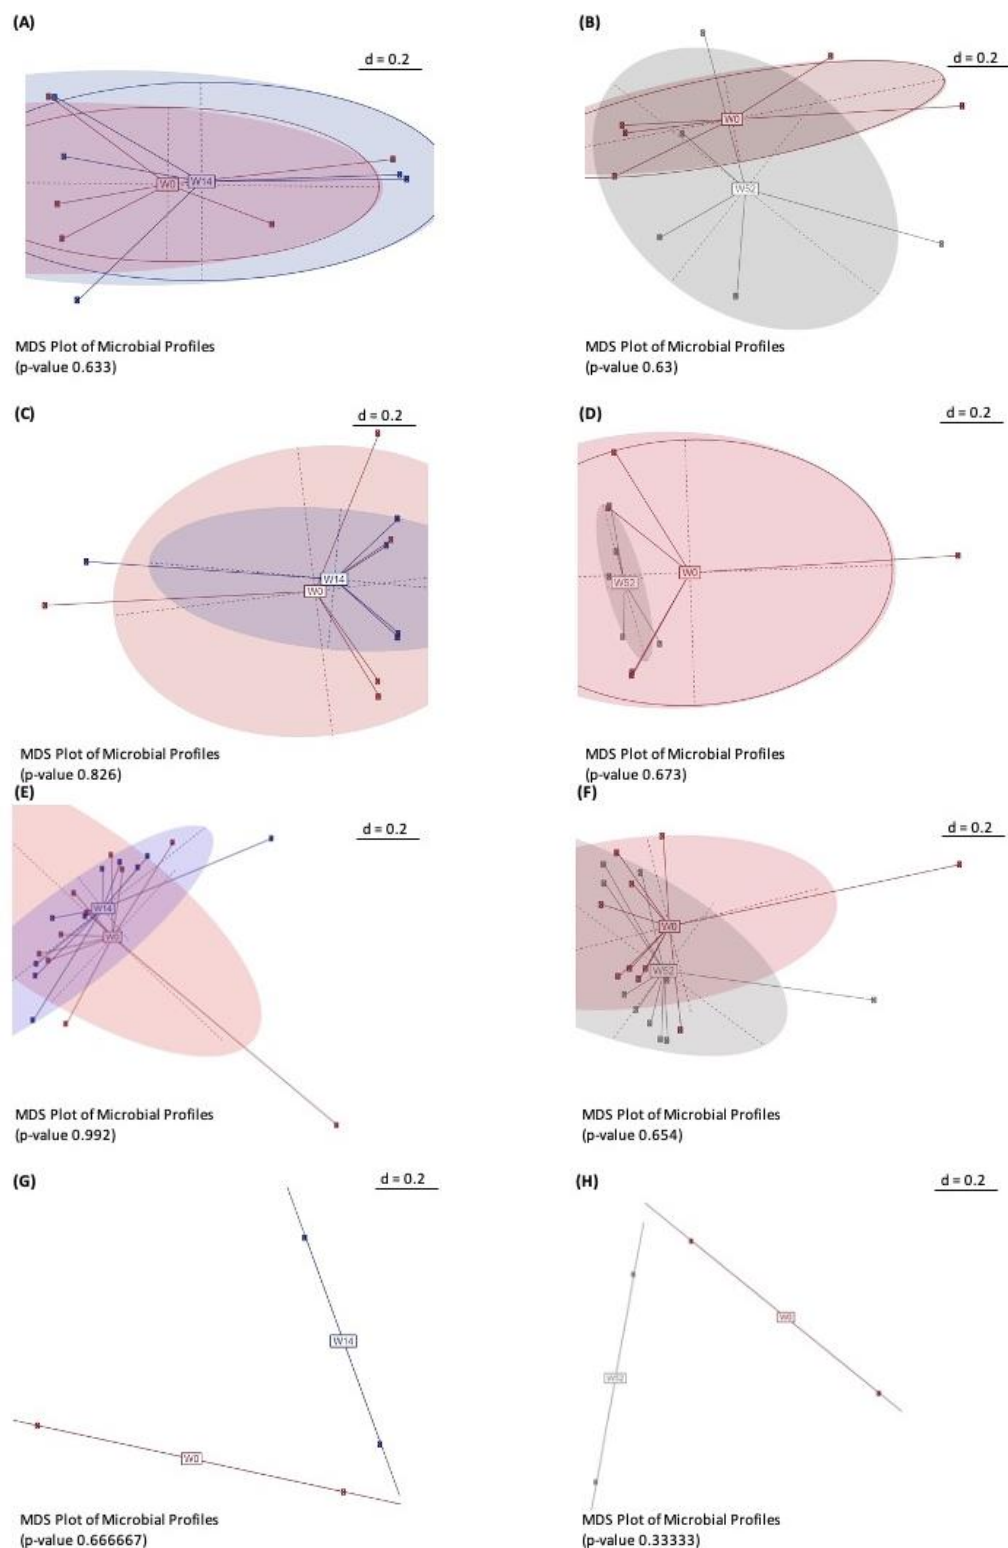 (A)
d = 0.2
W0
W14
MDS Plot of Microbial Profiles
(p-value 0.633)
(B)
d = 0.2
W0
W52
MDS Plot of Microbial Profiles
(p-value 0.63)
(C)
d = 0.2
W14
W0
MDS Plot of Microbial Profiles
(p-value 0.826)
(D)
d = 0.2
W0
W52
MDS Plot of Microbial Profiles
(p-value 0.673)
(E)
d = 0.2
W14
W0
MDS Plot of Microbial Profiles
(p-value 0.992)
(F)
d = 0.2
W0
W52
MDS Plot of Microbial Profiles
(p-value 0.654)
(G)
d = 0.2
W14
W0
MDS Plot of Microbial Profiles
(p-value 0.666667)
(H)
d = 0.2
W0
W52
MDS Plot of Microbial Profiles
(p-value 0.33333)